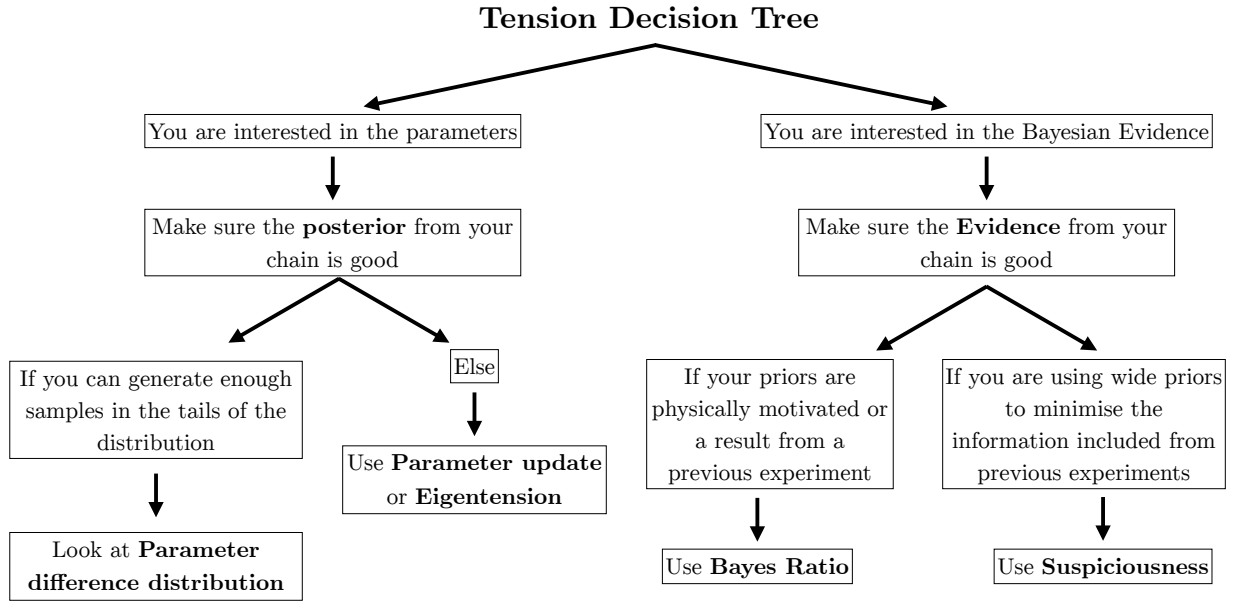 Tension Decision Tree
You are interested in the parameters
You are interested in the Bayesian Evidence
Make sure the posterior from your
chain is good
Make sure the Evidence from your
chain is good
If you can generate enough
samples in the tails of the
distribution
Else
If your priors are
physically motivated or
a result from a
previous experiment
If you are using wide priors
to minimise the
information included from
previous experiments
Use Parameter update
or Eigentension
Look at Parameter
difference distribution
Use Bayes Ratio
Use Suspiciousness